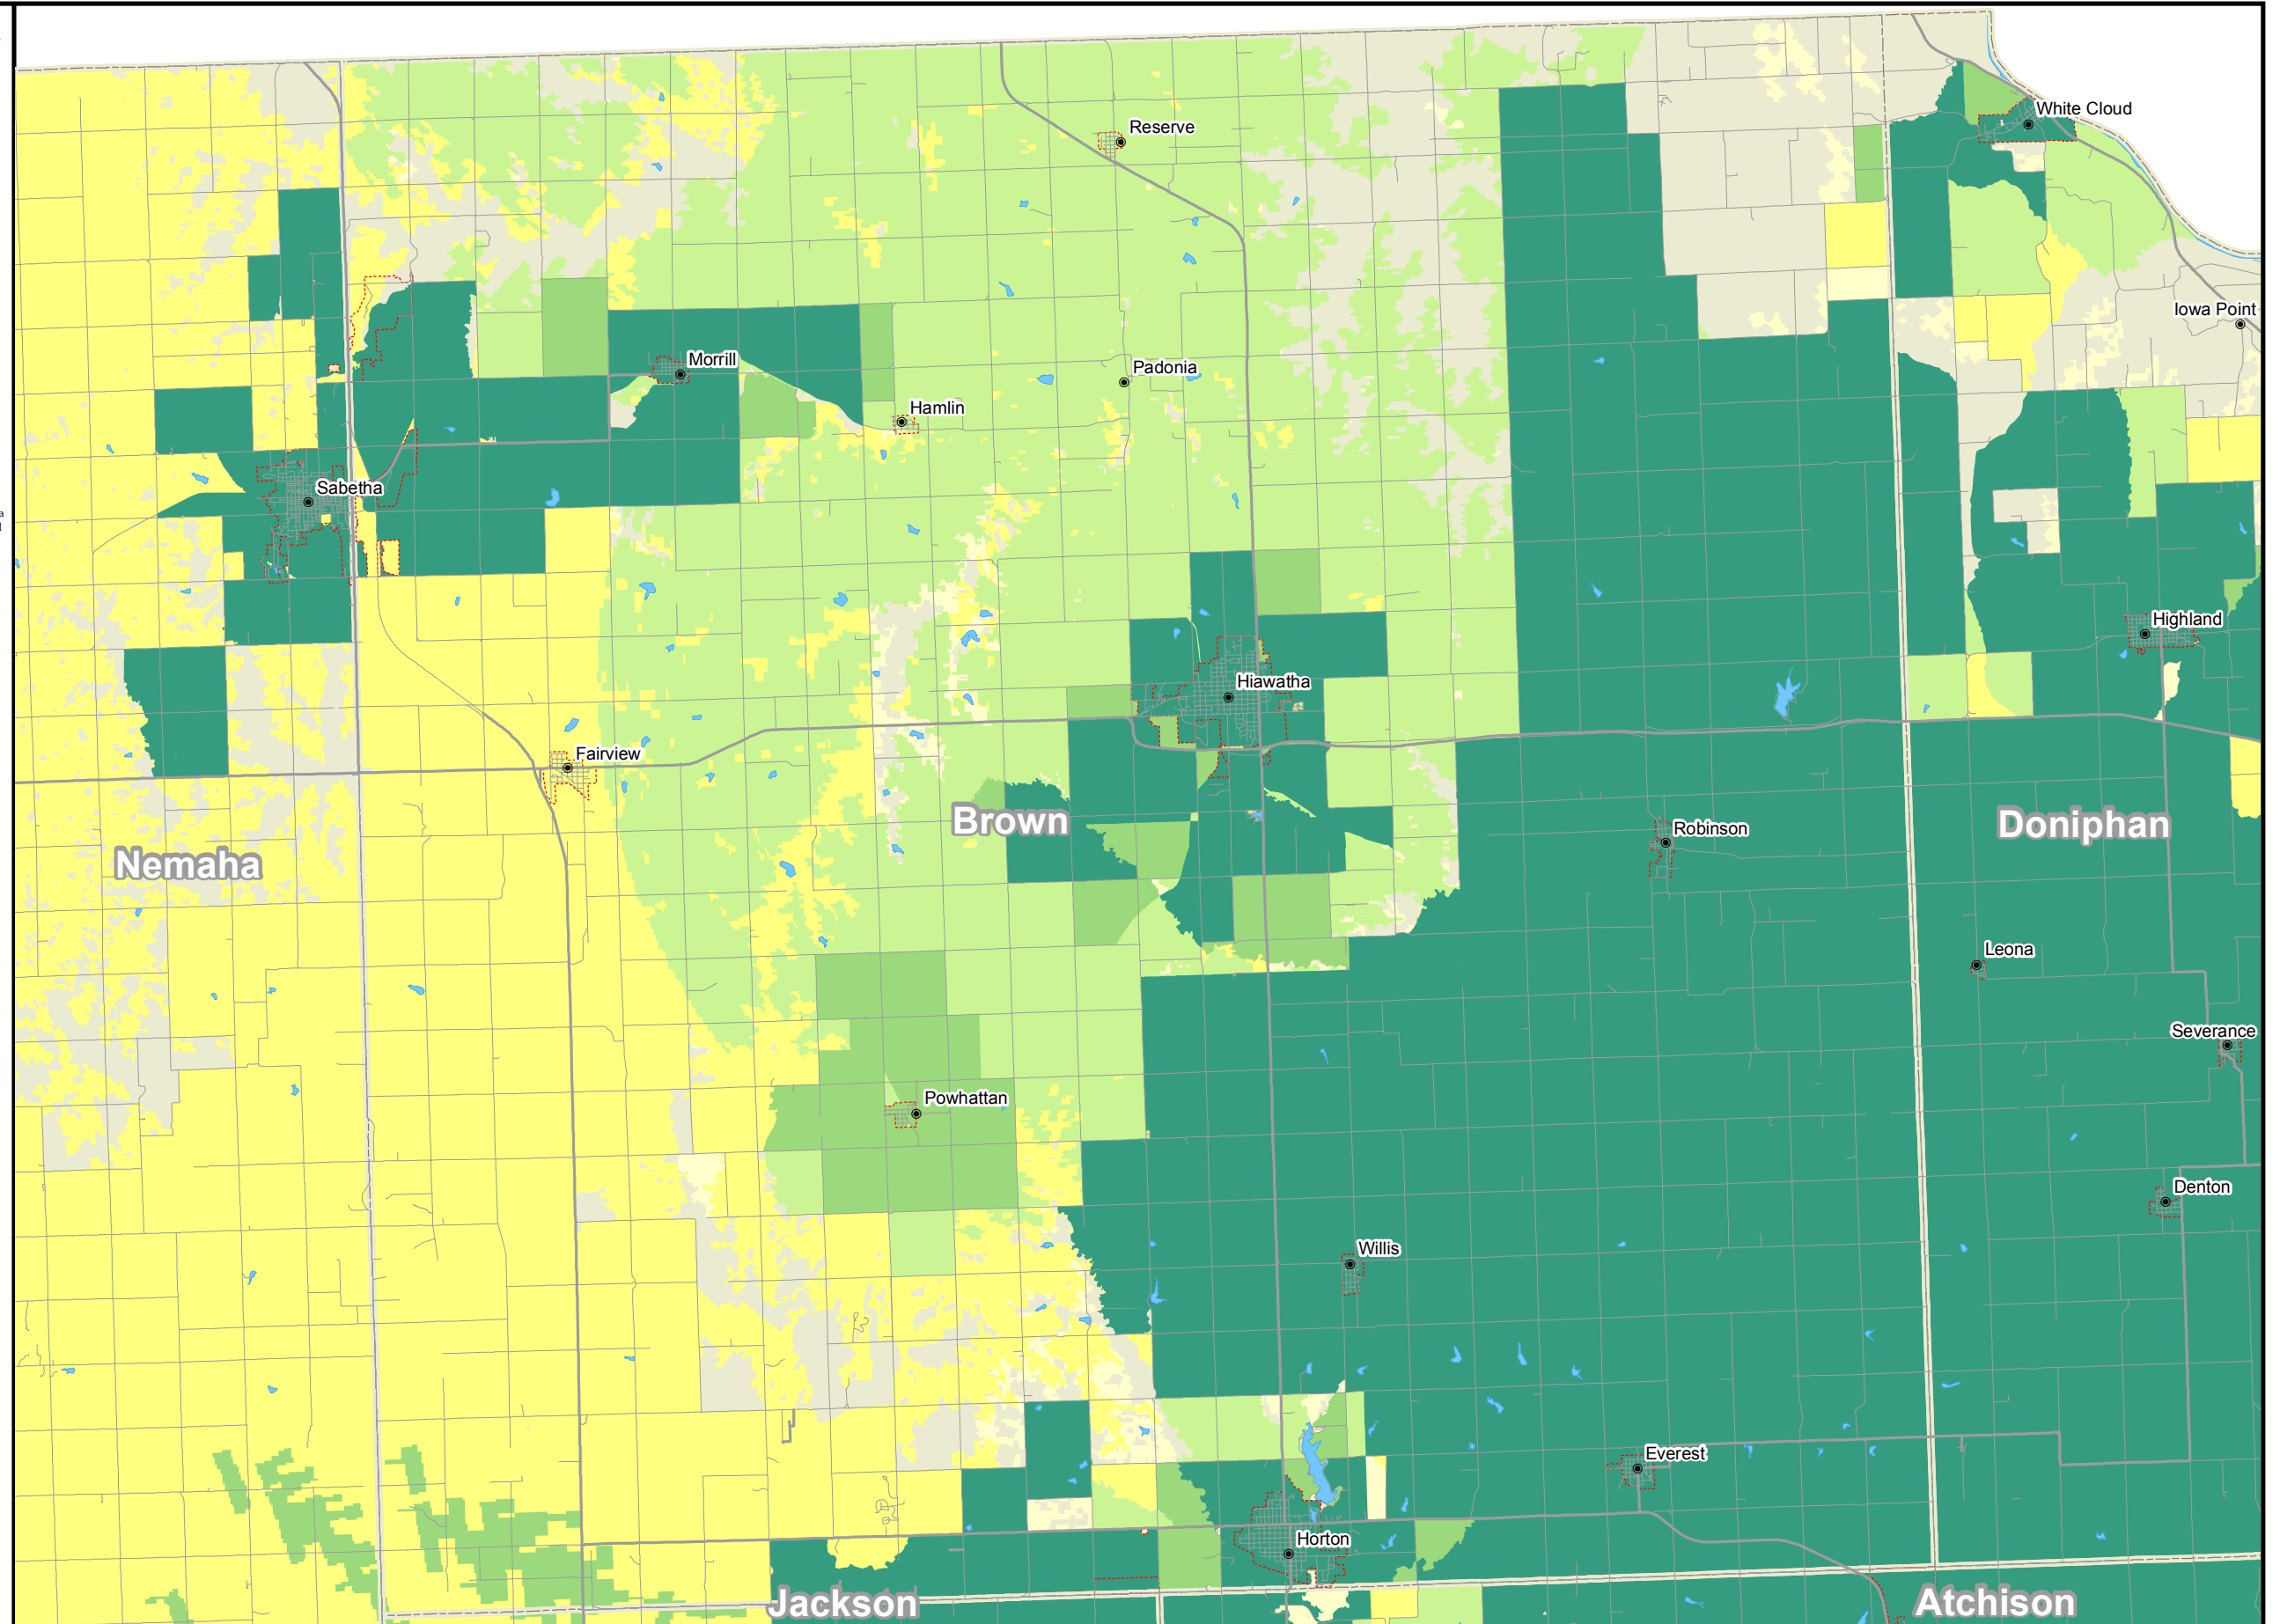 White Cloud
Reserve
Iowa Point
Morrill
Padonia
Hamlin
Sabetha
Highland
Hiawatha
Fairview
Brown
Robinson
Doniphan
Nemaha
Leona
Severance
Powhattan
Denton
Willis
Everest
Horton
Jackson
Atchison